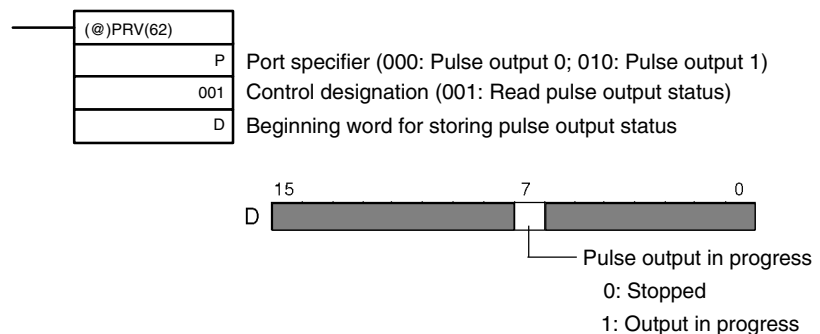 (@)PRV(62)
P Port specifier (000: Pulse output 0; 010: Pulse output 1)
001 Control designation (001: Read pulse output status)
D Beginning word for storing pulse output status
15 7 0
D
Pulse output in progress
0: Stopped
1: Output in progress